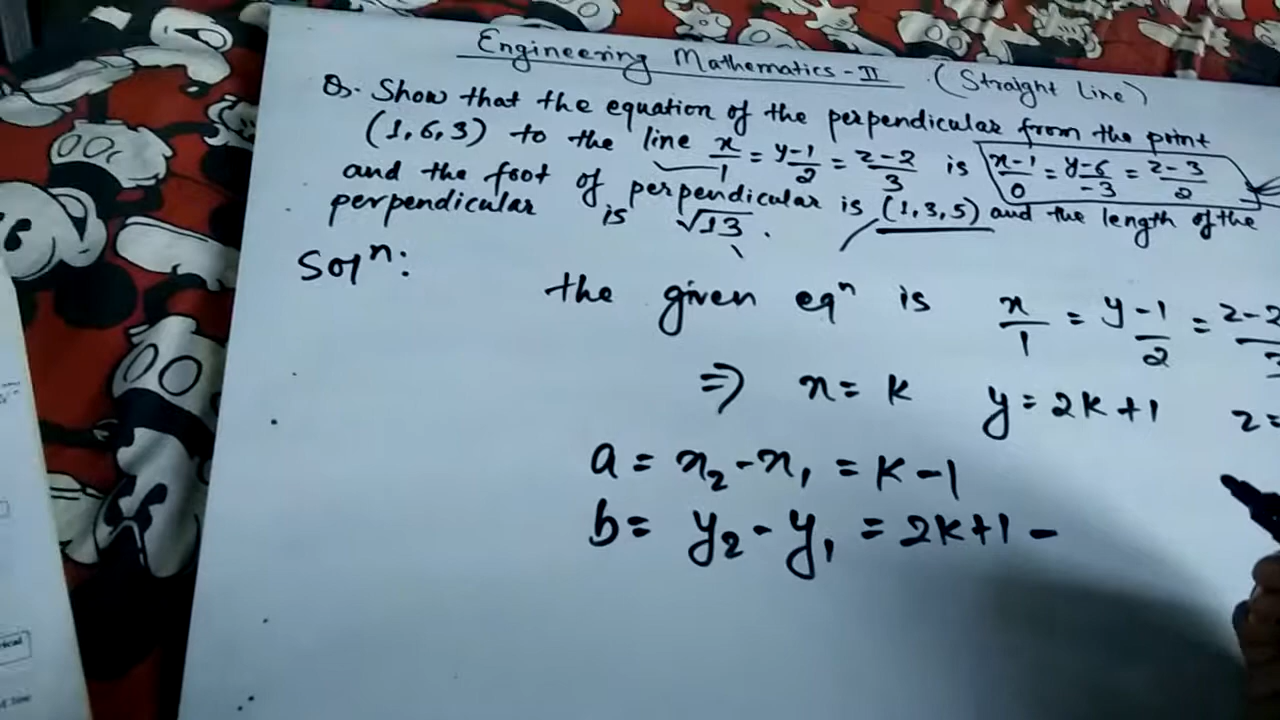 Engineering Mathematics-II (Straight Line)
Q. Show that the equation of the perpendicular from the point
(1,6,3) to the line x/1 = y-1/2 = z-2/3 is x-1/0 = y-6/-3 = z-3/2
and the foot of perpendicular is (1,3,5) and the length of the
perpendicular is √13.
Solⁿ:
the given eqⁿ is x/1 = y-1/2 = z-2/3
⇒ x = k y = 2k+1 z =
a = x₂-x₁ = k-1
b = y₂-y₁ = 2k+1-